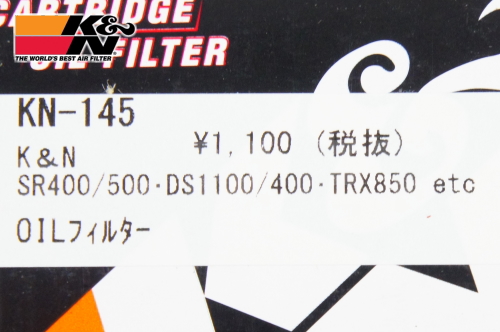 CARTRIDGE
K&N
OIL FILTER
THE WORLD'S BEST AIR FILTER
KN-145
¥1,100 (税抜)
K&N
SR400/500·DS1100/400·TRX850 etc
OILフィルター